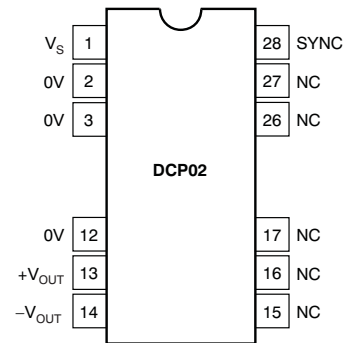 V_S 1 28 SYNC
0V 2 27 NC
0V 3 26 NC
DCP02
0V 12 17 NC
+V_OUT 13 16 NC
−V_OUT 14 15 NC